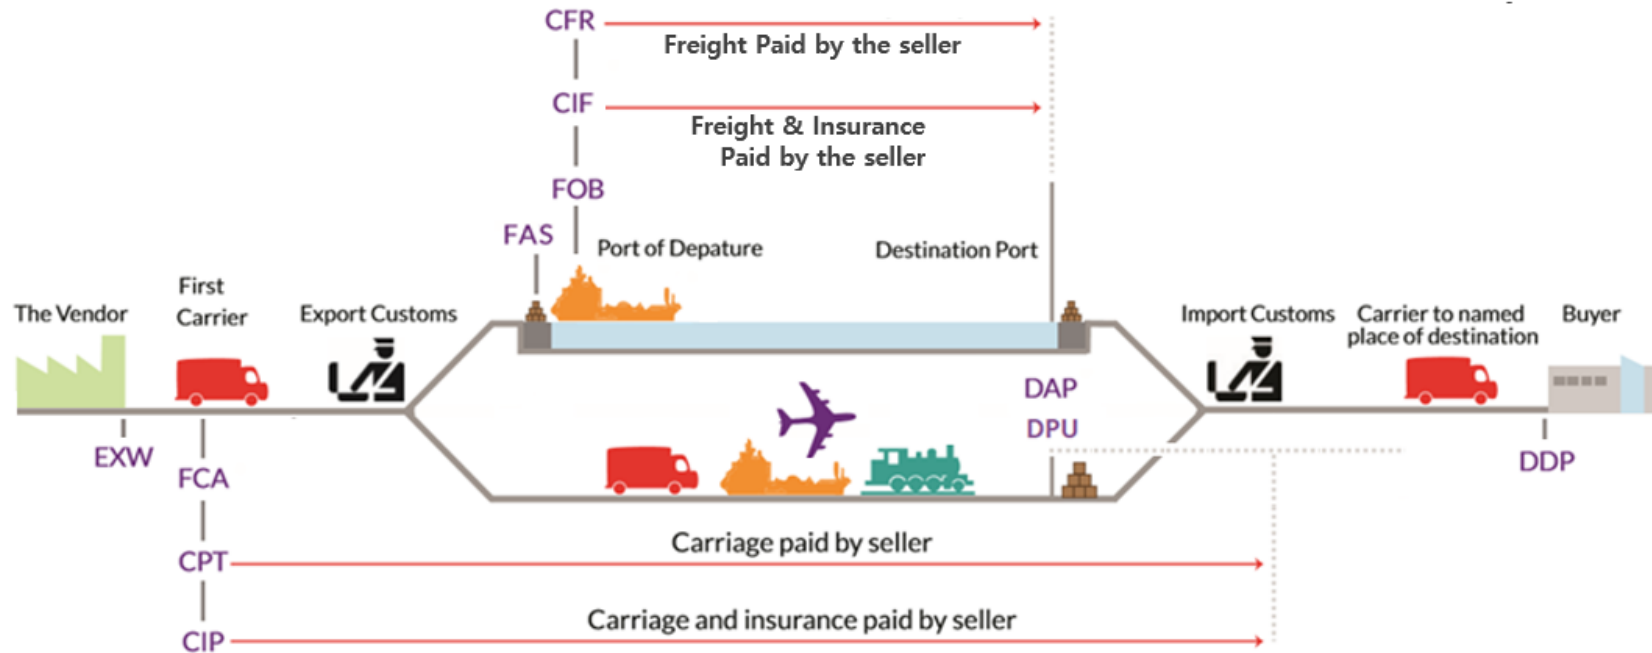 CFR
Freight Paid by the seller
CIF
Freight & Insurance
Paid by the seller
FOB
FAS
Port of Depature
Destination Port
The Vendor
First
Carrier
Export Customs
Import Customs
Carrier to named
place of destination
Buyer
DAP
DPU
EXW
FCA
DDP
Carriage paid by seller
CPT
Carriage and insurance paid by seller
CIP